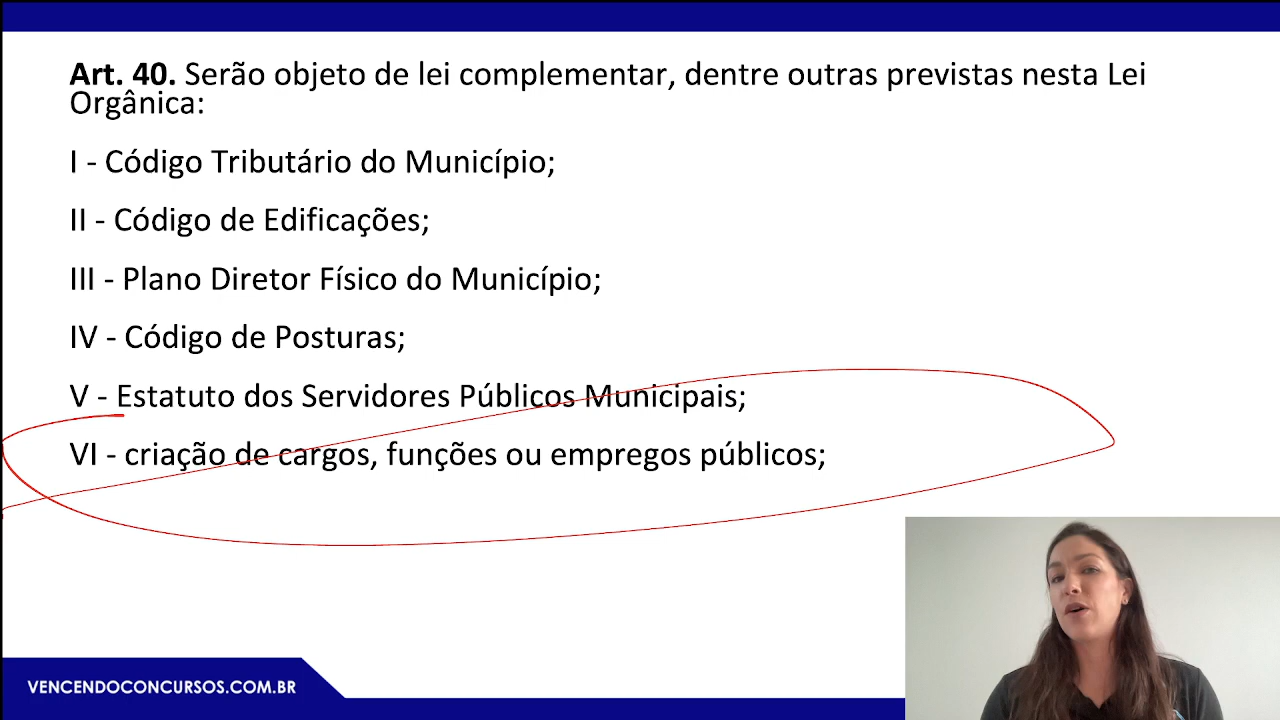 Art. 40. Serão objeto de lei complementar, dentre outras previstas nesta Lei
Orgânica:
I - Código Tributário do Município;
II - Código de Edificações;
III - Plano Diretor Físico do Município;
IV - Código de Posturas;
V - Estatuto dos Servidores Públicos Municipais;
VI - criação de cargos, funções ou empregos públicos;
VENCENDOCONCURSOS.COM.BR